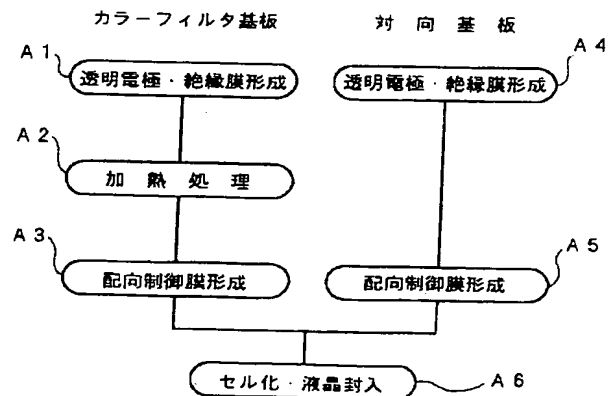 カラーフィルタ基板
対向基板
A1
透明電極・絶縁膜形成
A4
透明電極・絶縁膜形成
A2
加熱処理
A3
配向制御膜形成
A5
配向制御膜形成
セル化・液晶封入
A6